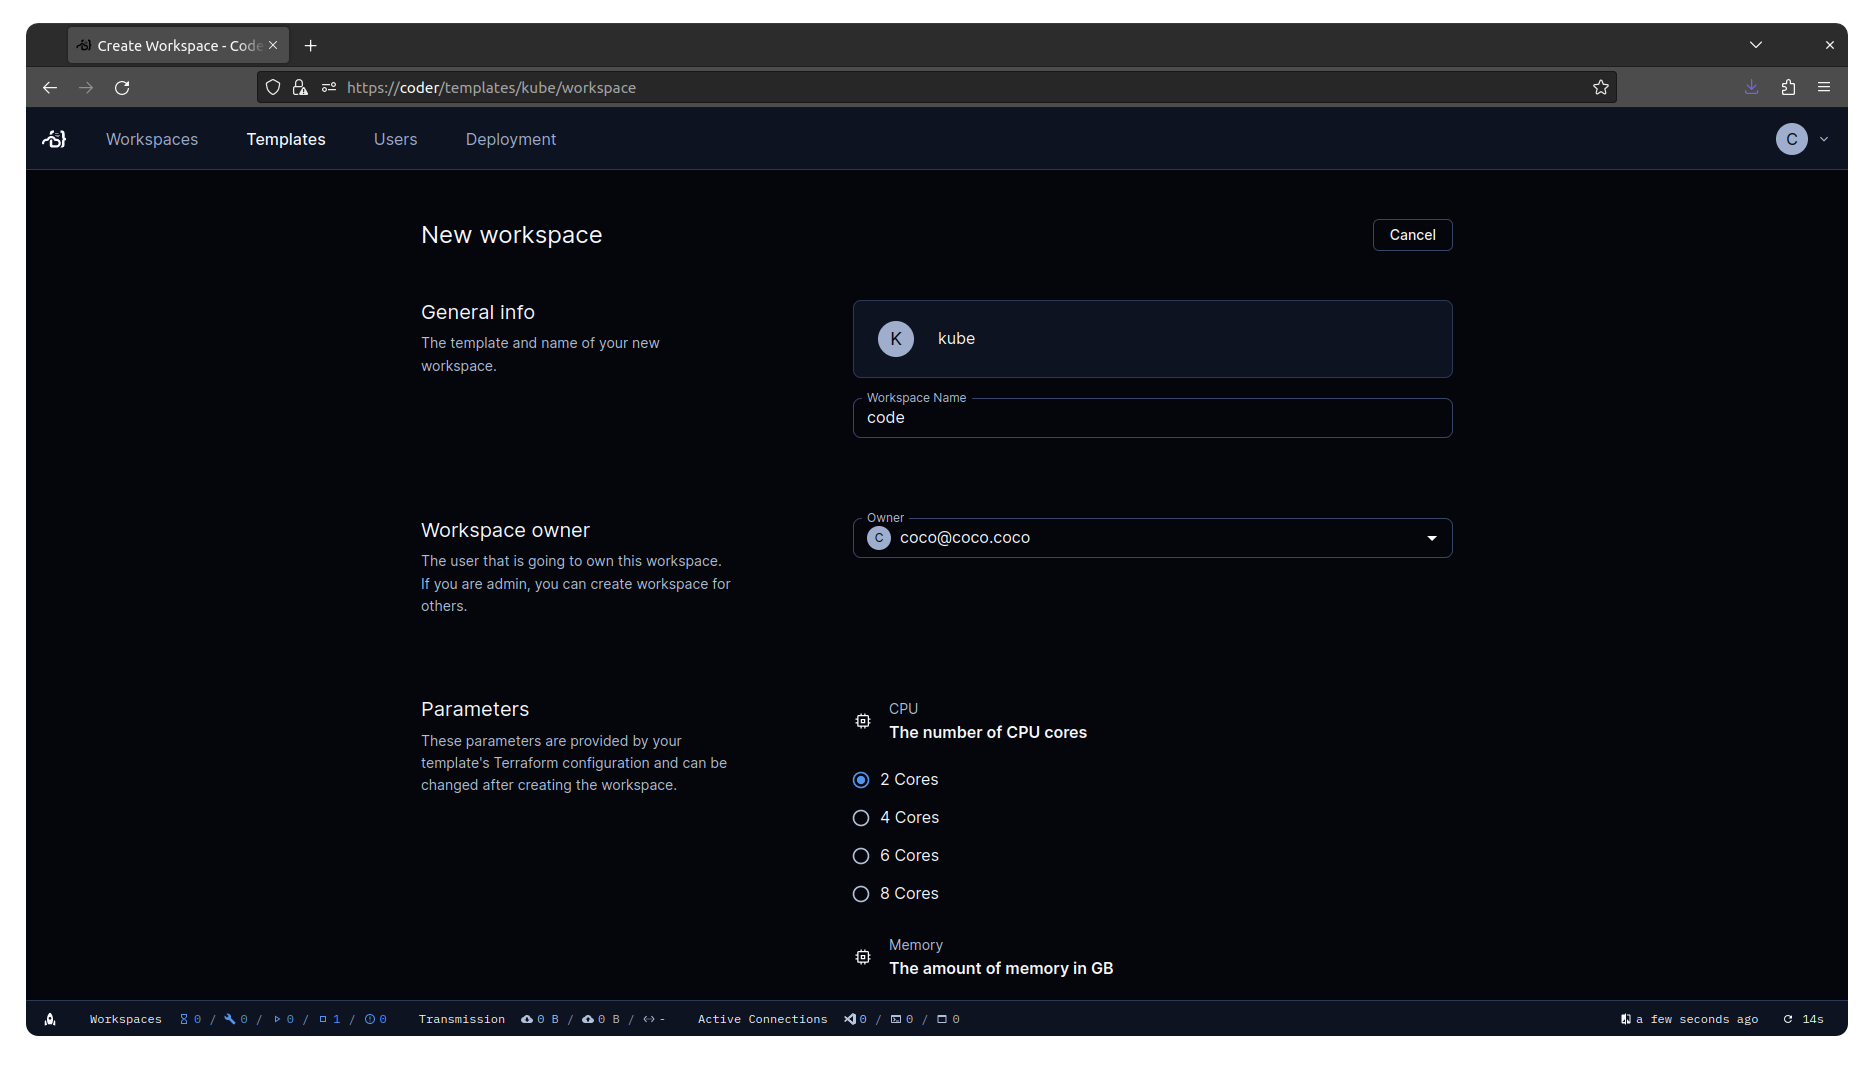 Create Workspace - Code
https://coder/templates/kube/workspace
Workspaces Templates Users Deployment C
New workspace Cancel
General info
The template and name of your new
workspace.
K kube
Workspace Name
code
Workspace owner
The user that is going to own this workspace.
If you are admin, you can create workspace for
others.
Owner
C coco@coco.coco
Parameters
These parameters are provided by your
template's Terraform configuration and can be
changed after creating the workspace.
CPU
The number of CPU cores
2 Cores
4 Cores
6 Cores
8 Cores
Memory
The amount of memory in GB
Workspaces 0 / 0 / 0 / 1 / 0 Transmission 0 B / 0 B / - Active Connections 0 / 0 / 0 a few seconds ago 14s